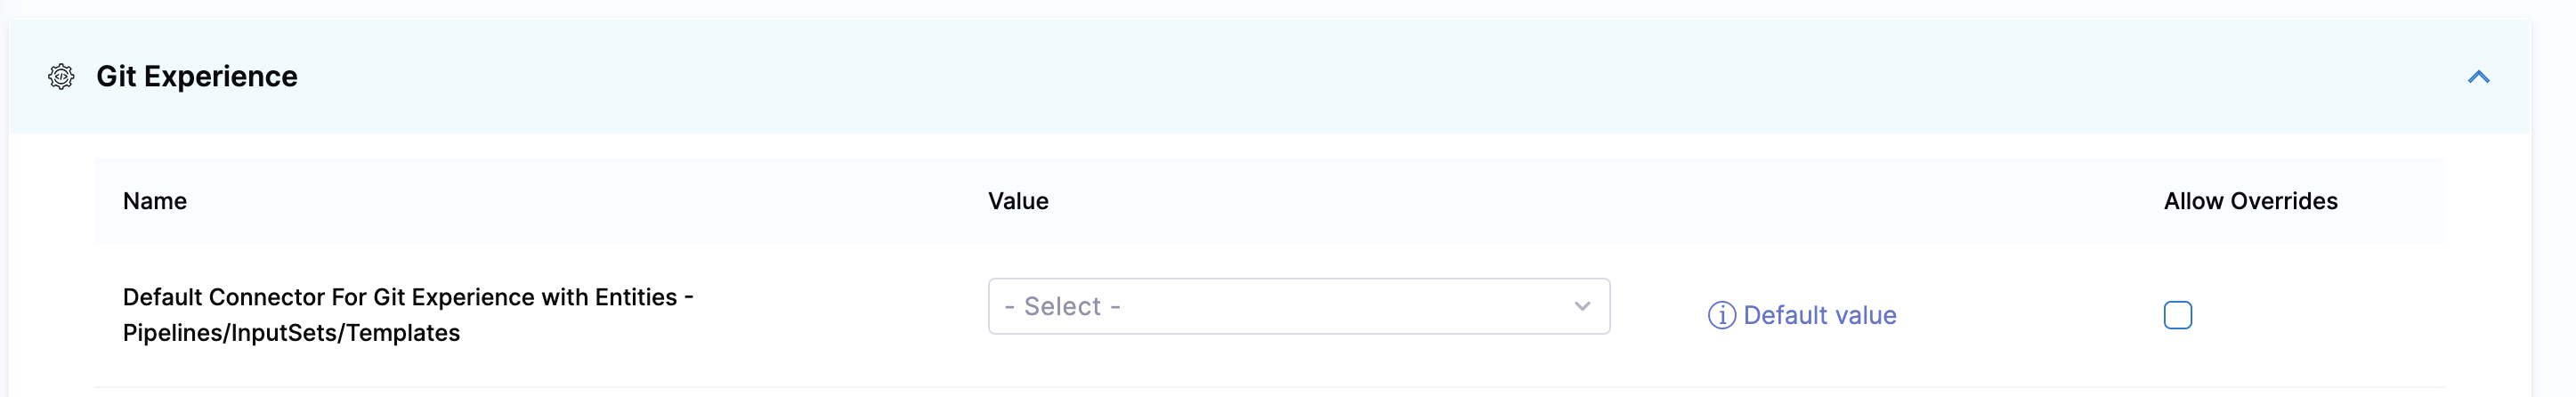 Git Experience
Name
Value
Allow Overrides
Default Connector For Git Experience with Entities -
Pipelines/InputSets/Templates
- Select -
Default value